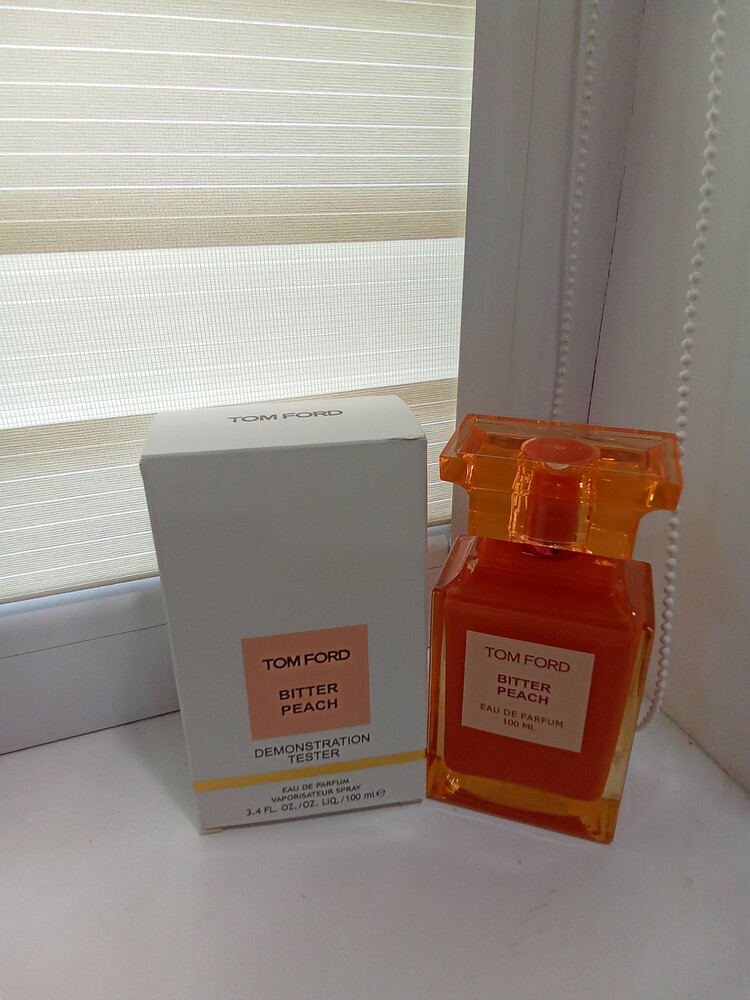 TOM FORD
TOM FORD
BITTER
PEACH
DEMONSTRATION
TESTER
EAU DE PARFUM
VAPORISATEUR SPRAY
3.4 FL. OZ./OZ. LIQ./100 ml ℮
TOM FORD
BITTER
PEACH
EAU DE PARFUM
100 ML